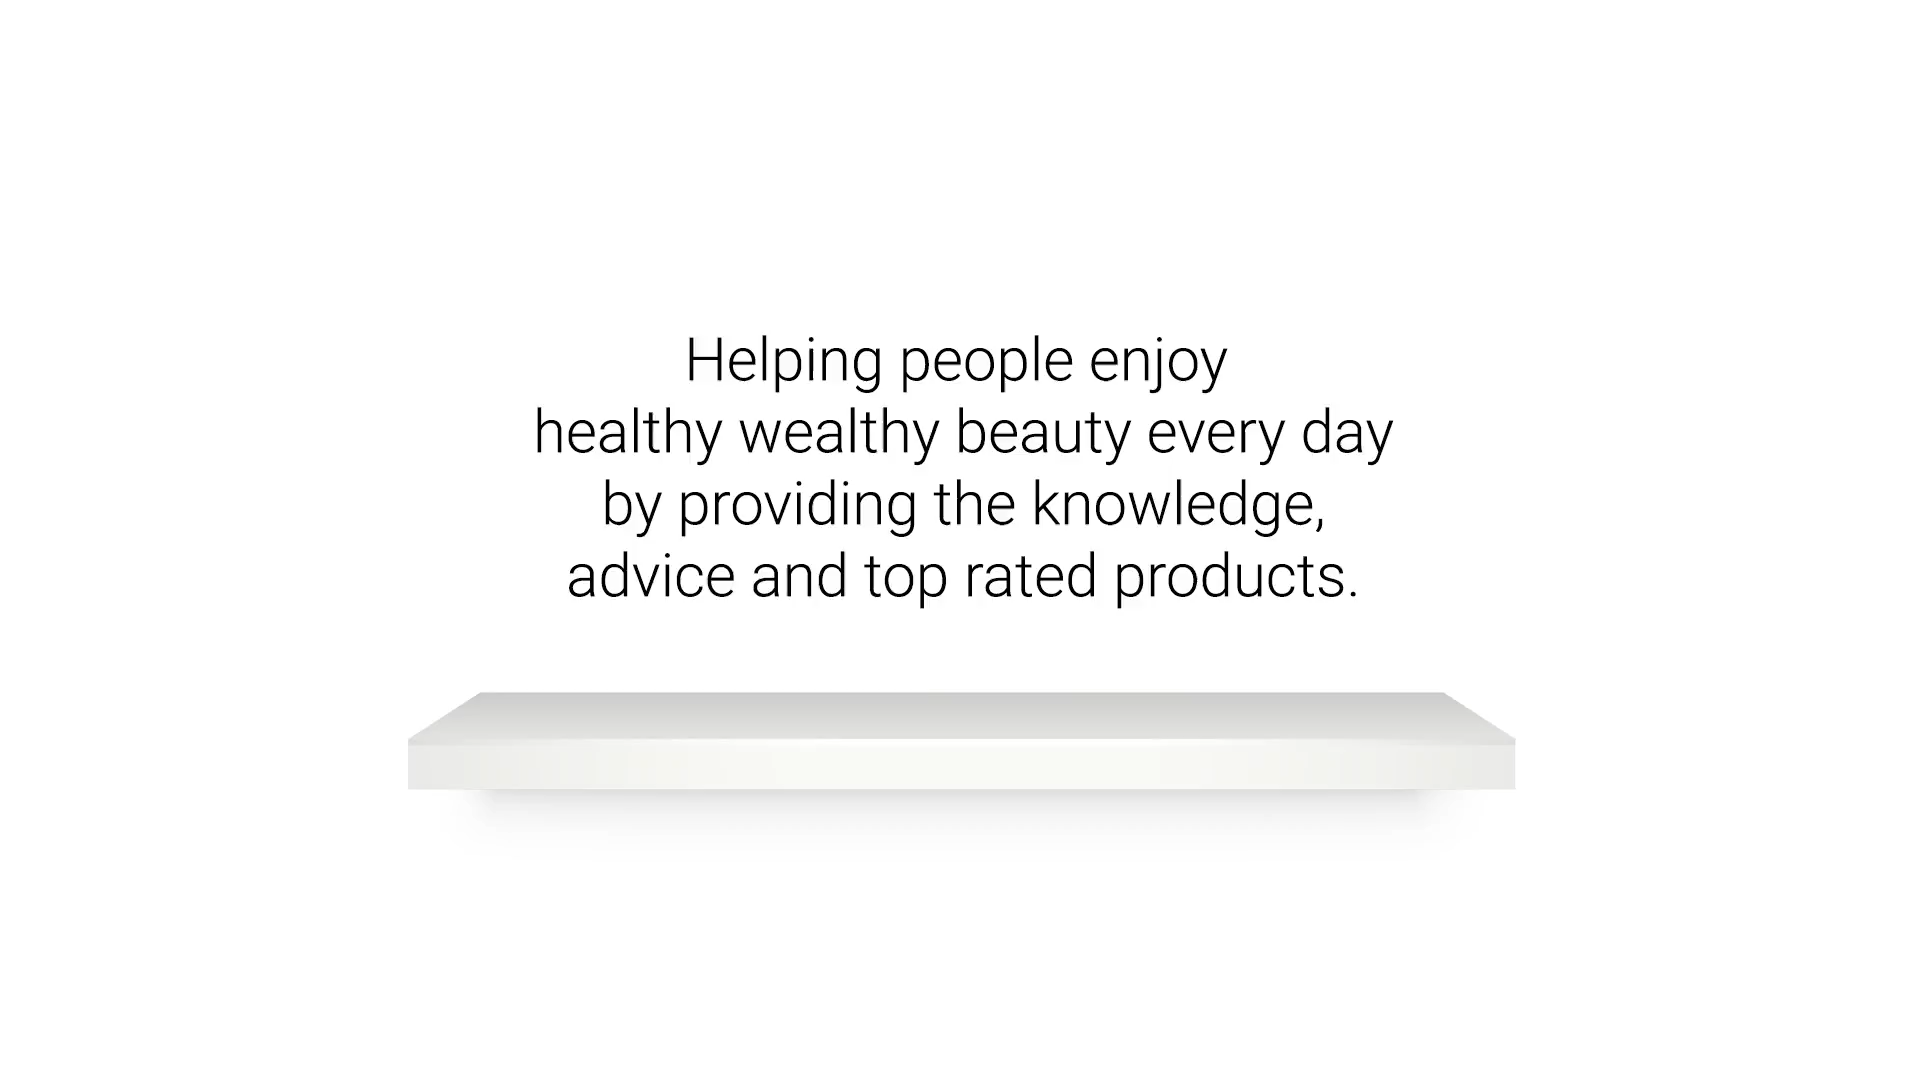 Helping people enjoy
healthy wealthy beauty every day
by providing the knowledge,
advice and top rated products.